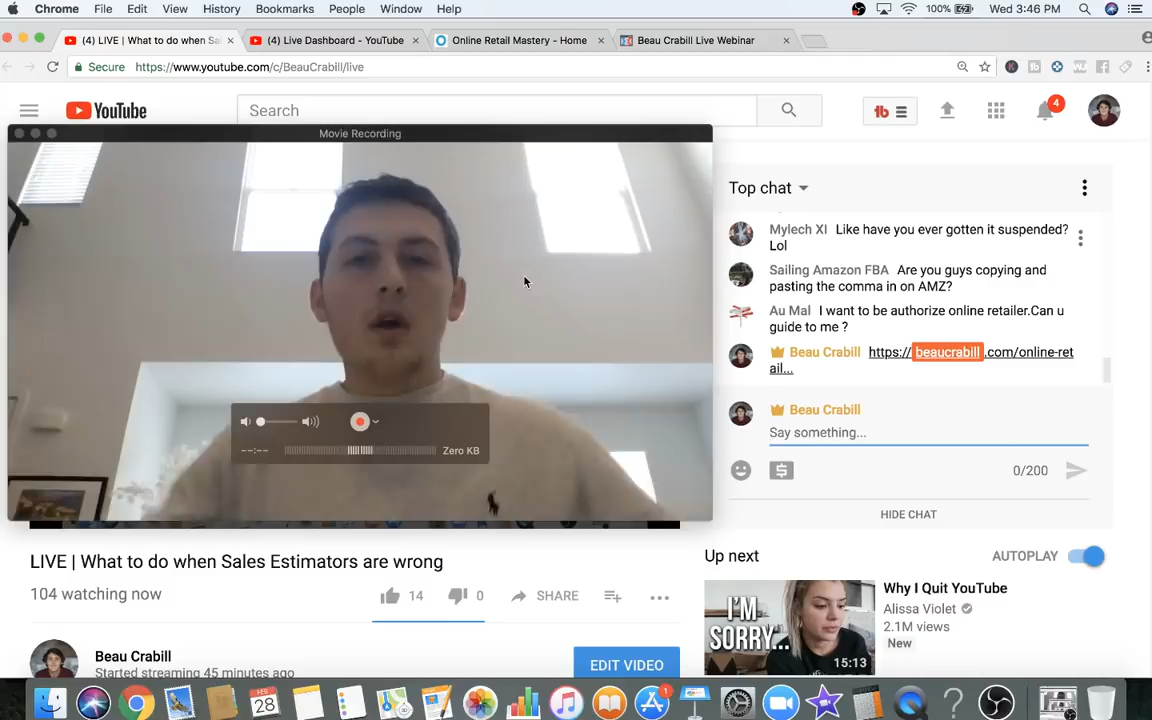 Chrome File Edit View History Bookmarks People Window Help 100% Wed 3:46 PM
(4) LIVE | What to do when Sa (4) Live Dashboard - YouTube Online Retail Mastery - Home Beau Crabill Live Webinar
Secure https://www.youtube.com/c/BeauCrabill/live
YouTube Search 4
Movie Recording
Top chat
Mylech XI Like have you ever gotten it suspended?
Lol
Sailing Amazon FBA Are you guys copying and
pasting the comma in on AMZ?
Au Mal I want to be authorize online retailer.Can u
guide to me ?
Beau Crabill https://beaucrabill.com/online-ret
ail...
--:-- Zero KB
Beau Crabill
Say something...
0/200
HIDE CHAT
LIVE | What to do when Sales Estimators are wrong
104 watching now 14 0 SHARE
Beau Crabill
Started streaming 45 minutes ago
EDIT VIDEO
Up next AUTOPLAY
I'M
SORRY...
15:13
Why I Quit YouTube
Alissa Violet
2.1M views
New
FEB
28
1